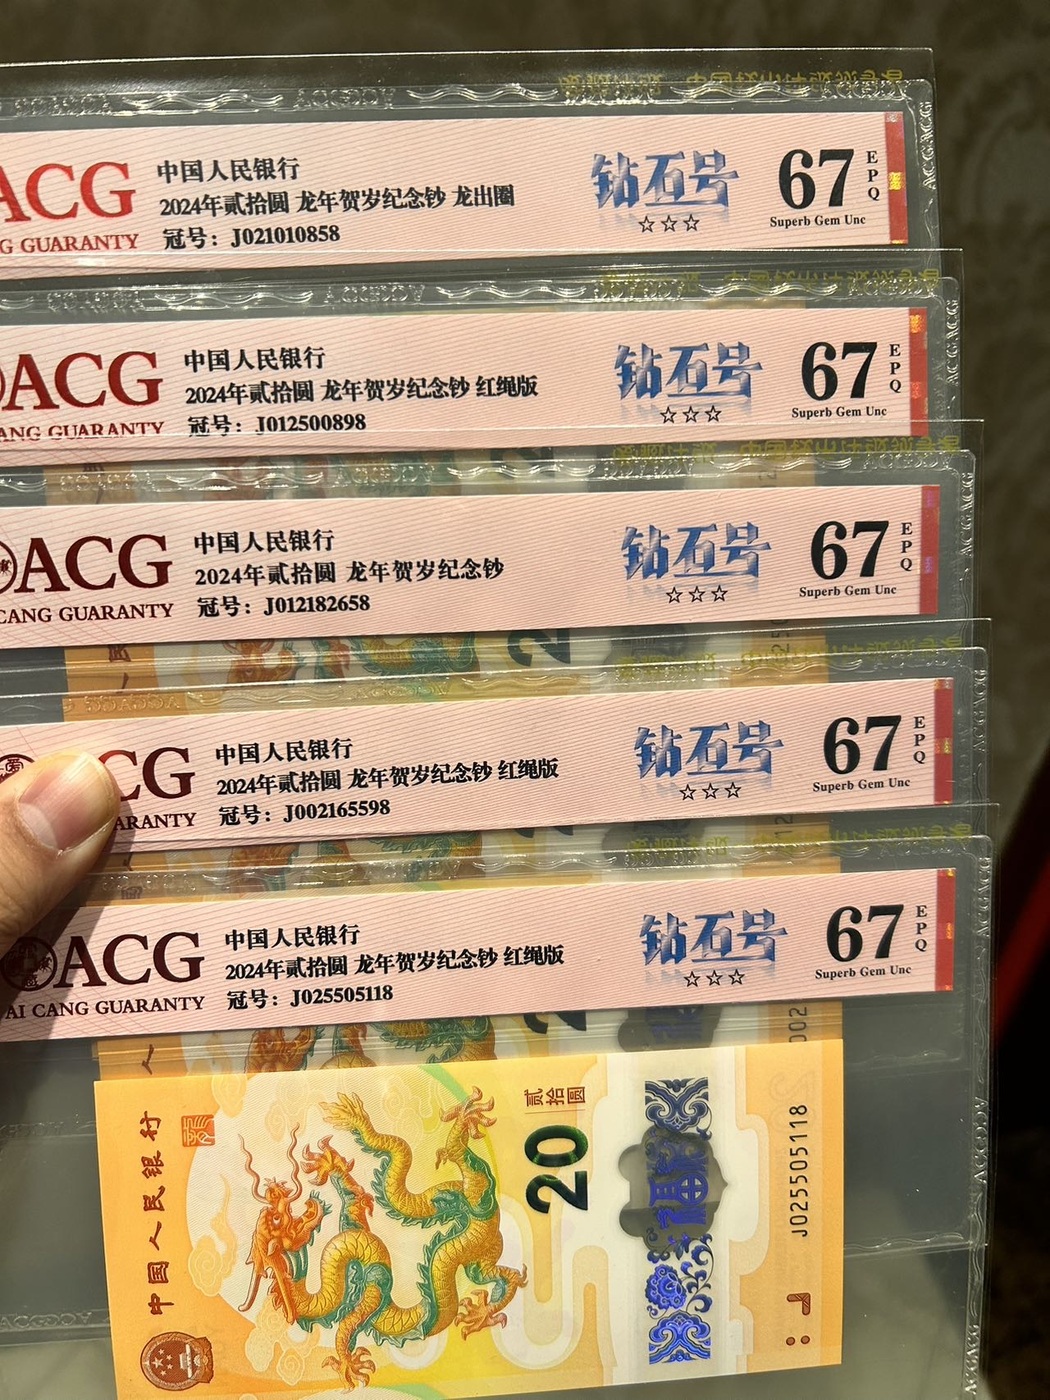 ACG
CANG GUARANTY
中国人民银行
2024年贰拾圆 龙年贺岁纪念钞 龙出圈
冠号：J021010858
钻石号
☆☆☆
67
EPQ
Superb Gem Unc
ACG
CANG GUARANTY
中国人民银行
2024年贰拾圆 龙年贺岁纪念钞 红绳版
冠号：J012500898
钻石号
☆☆☆
67
EPQ
Superb Gem Unc
ACG
CANG GUARANTY
中国人民银行
2024年贰拾圆 龙年贺岁纪念钞
冠号：J012182658
钻石号
☆☆☆
67
EPQ
Superb Gem Unc
CG
ARANTY
中国人民银行
2024年贰拾圆 龙年贺岁纪念钞 红绳版
冠号：J002165598
钻石号
☆☆☆
67
EPQ
Superb Gem Unc
ACG
AI CANG GUARANTY
中国人民银行
2024年贰拾圆 龙年贺岁纪念钞 红绳版
冠号：J025505118
钻石号
☆☆☆
67
EPQ
Superb Gem Unc
中国人民银行
贰拾圆
20
福
J025505118